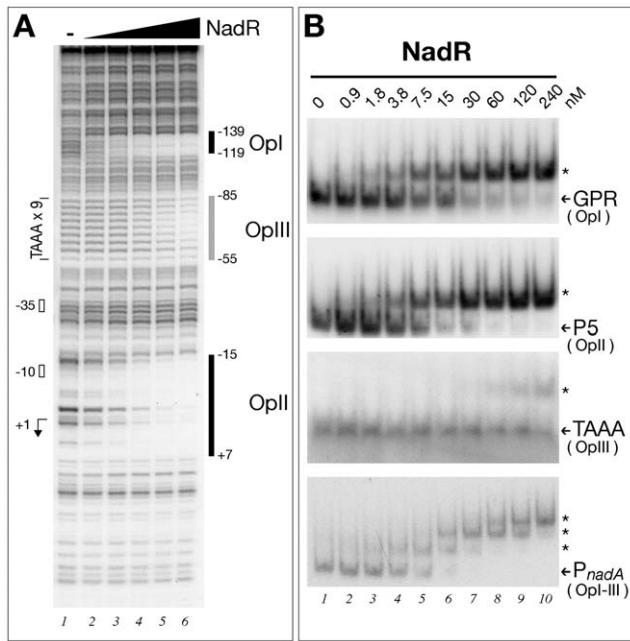 A
- NadR
-139
-119
OpI
-85
TAAA x 9
OpIII
-55
-35
-15
-10
OpII
+1
+7
1 2 3 4 5 6
B
NadR
0 0.9 1.8 3.8 7.5 15 30 60 120 240 nM
*
←GPR
(OpI)
*
←P5
(OpII)
*
←TAAA
(OpIII)
*
*
*
←PnadA
(OpI-III)
1 2 3 4 5 6 7 8 9 10